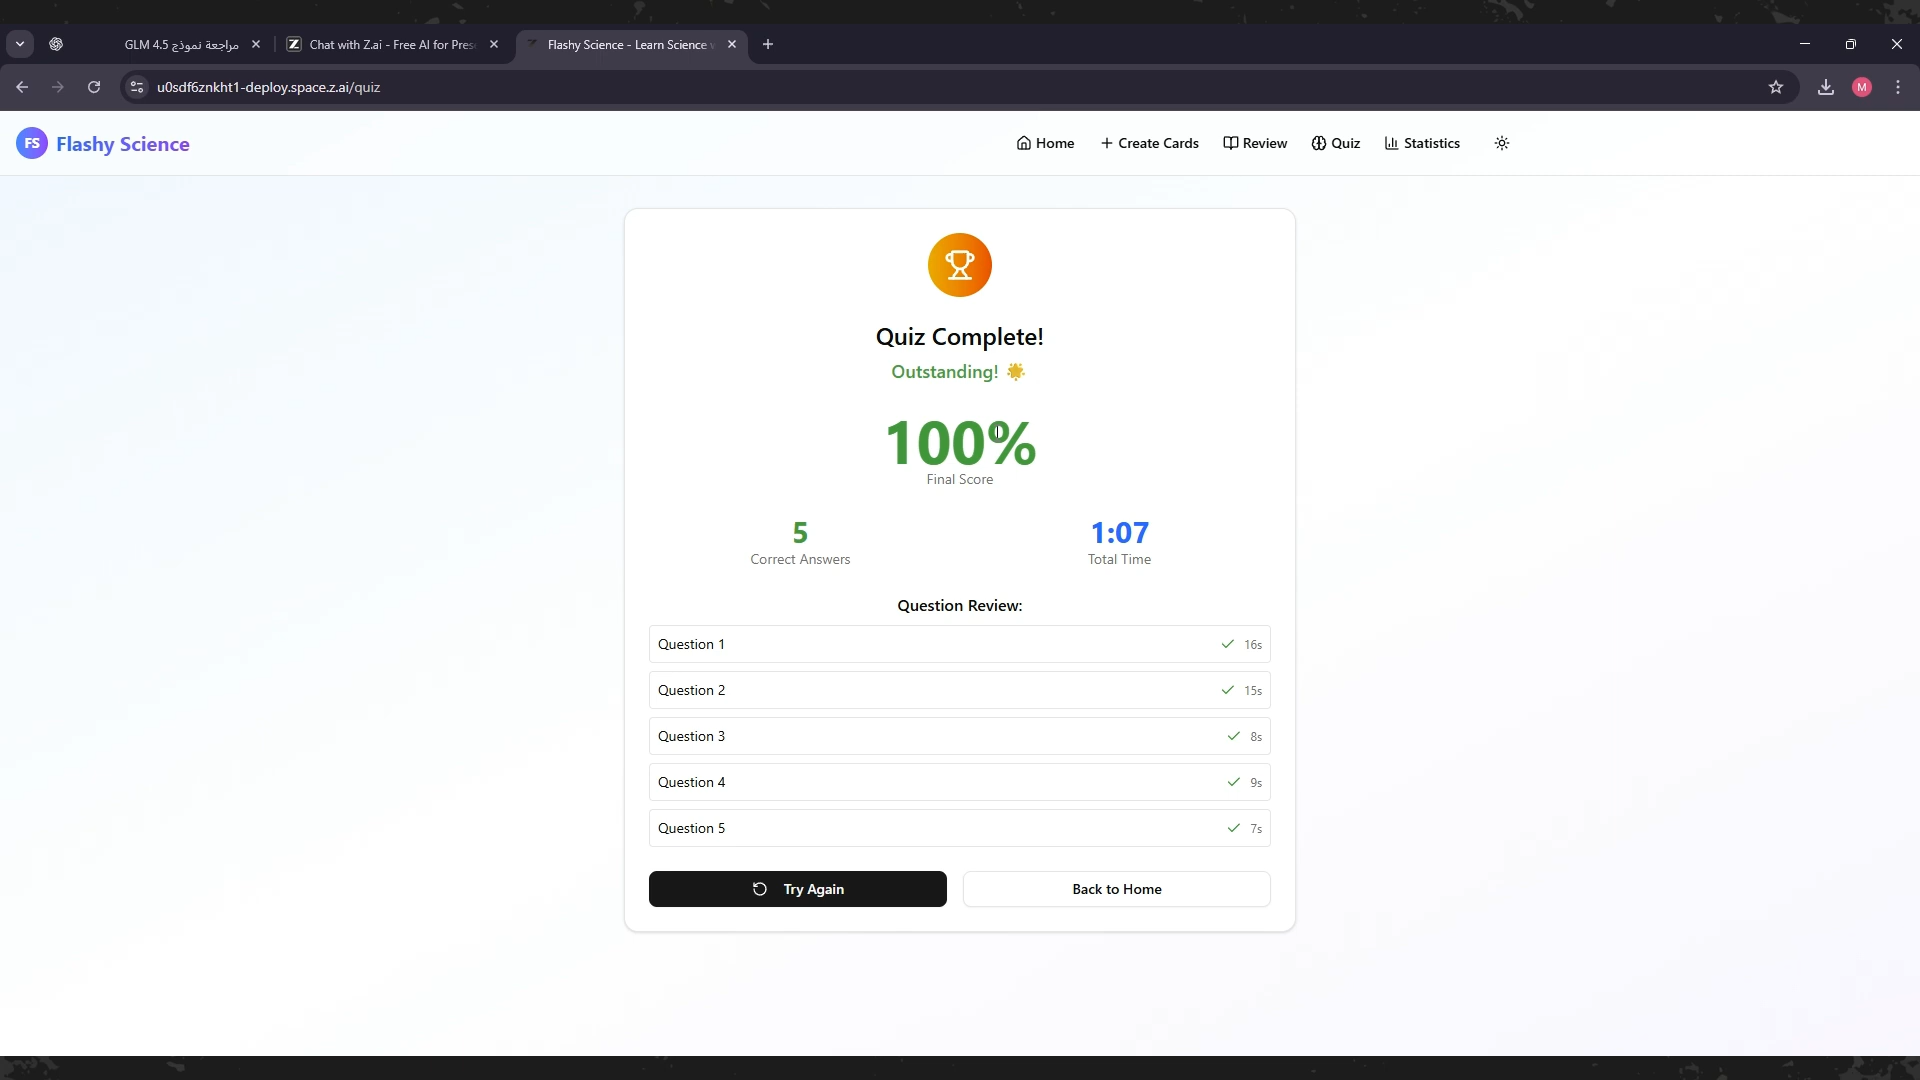 مراجعة نموذج GLM 4.5
Chat with Z.ai - Free AI for Pres
Flashy Science - Learn Science
u0sdf6znkht1-deploy.space.z.ai/quiz
M
FS Flashy Science
Home Create Cards Review Quiz Statistics
Quiz Complete!
Outstanding! 🌟
100%
Final Score
5 1:07
Correct Answers Total Time
Question Review:
Question 1 ✓ 16s
Question 2 ✓ 15s
Question 3 ✓ 8s
Question 4 ✓ 9s
Question 5 ✓ 7s
Try Again Back to Home